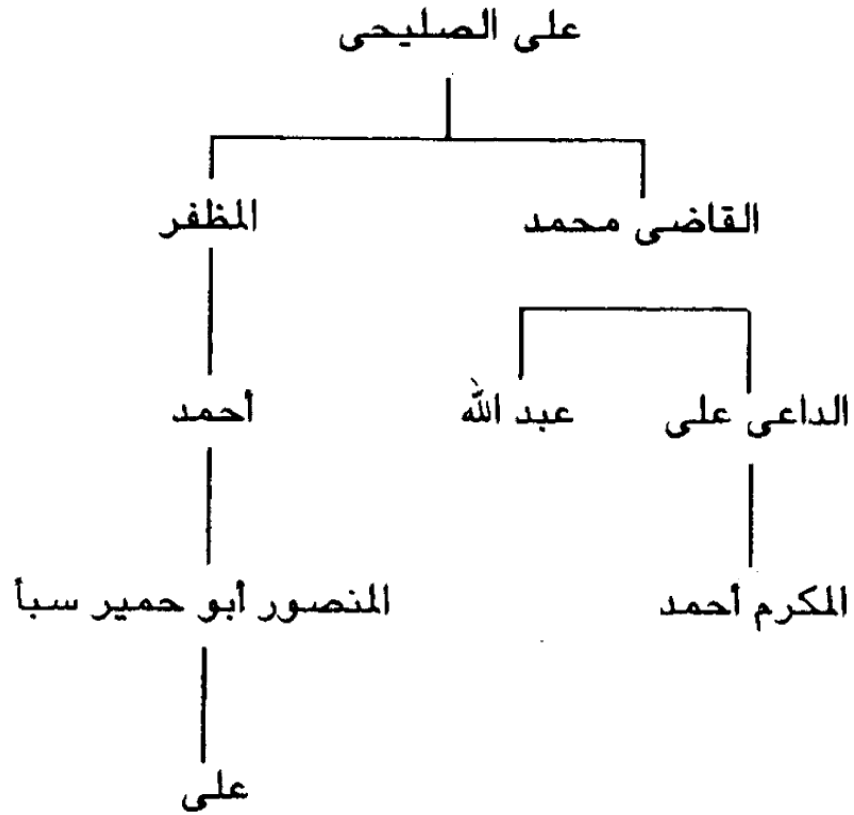 على الصليحى
القاضى محمد
المظفر
الداعى على
عبد الله
أحمد
المكرم أحمد
المنصور أبو حمير سبأ
على